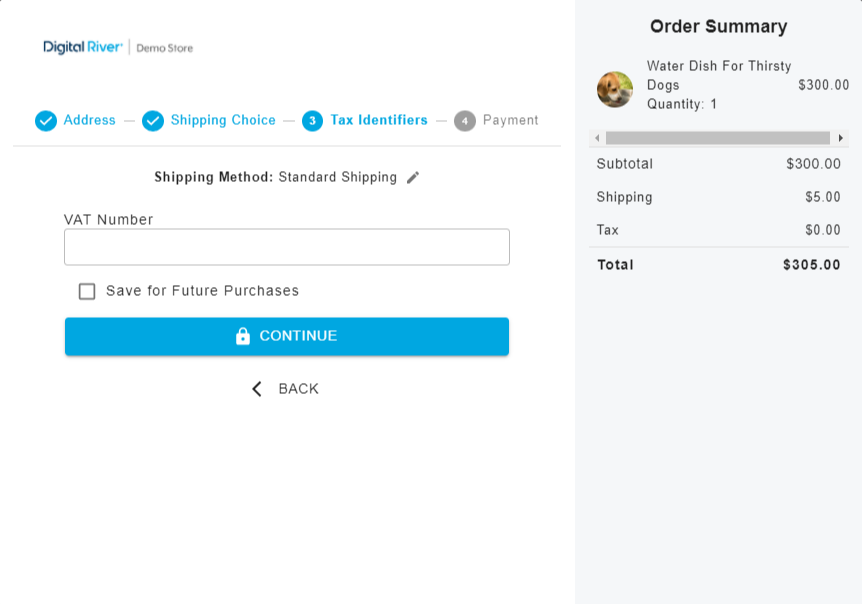 Digital River Demo Store
Address
Shipping Choice
3 Tax Identifiers
4 Payment
Shipping Method: Standard Shipping
VAT Number
Save for Future Purchases
CONTINUE
BACK
Order Summary
Water Dish For Thirsty
Dogs $300.00
Quantity: 1
Subtotal $300.00
Shipping $5.00
Tax $0.00
Total $305.00